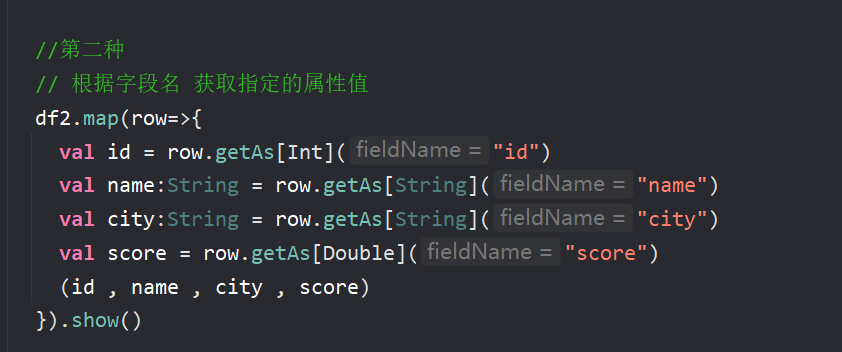 //第二种
// 根据字段名 获取指定的属性值
df2.map(row=>{
val id = row.getAs[Int]( fieldName = "id")
val name:String = row.getAs[String]( fieldName = "name")
val city:String = row.getAs[String]( fieldName = "city")
val score = row.getAs[Double]( fieldName = "score")
(id , name , city , score)
}).show()